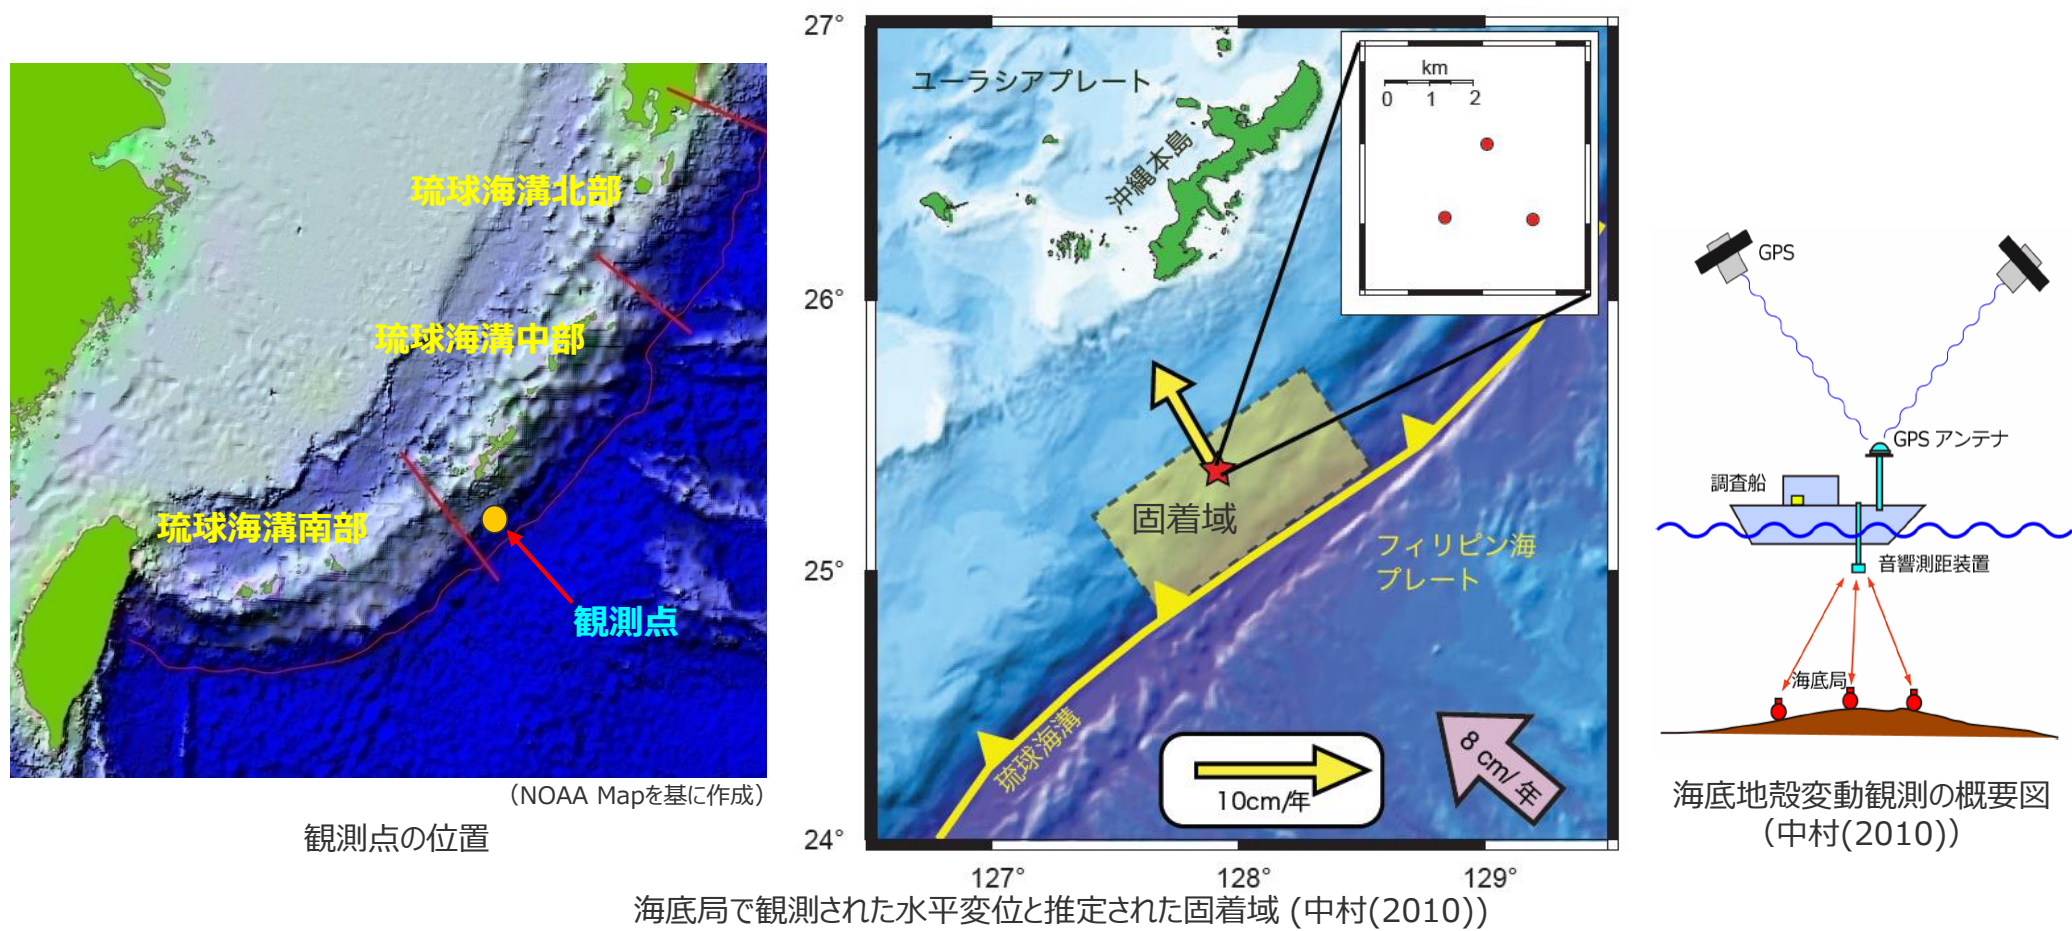 琉球海溝北部
琉球海溝中部
琉球海溝南部
観測点
（NOAA Mapを基に作成）
観測点の位置
27°
26°
25°
24°
127°
128°
129°
ユーラシアプレート
沖縄本島
km
0 1 2
固着域
フィリピン海
プレート
琉球海溝
10cm/年
8 cm/年
海底局で観測された水平変位と推定された固着域 (中村(2010))
GPS
GPS アンテナ
調査船
音響測距装置
海底局
海底地殻変動観測の概要図
（中村(2010)）